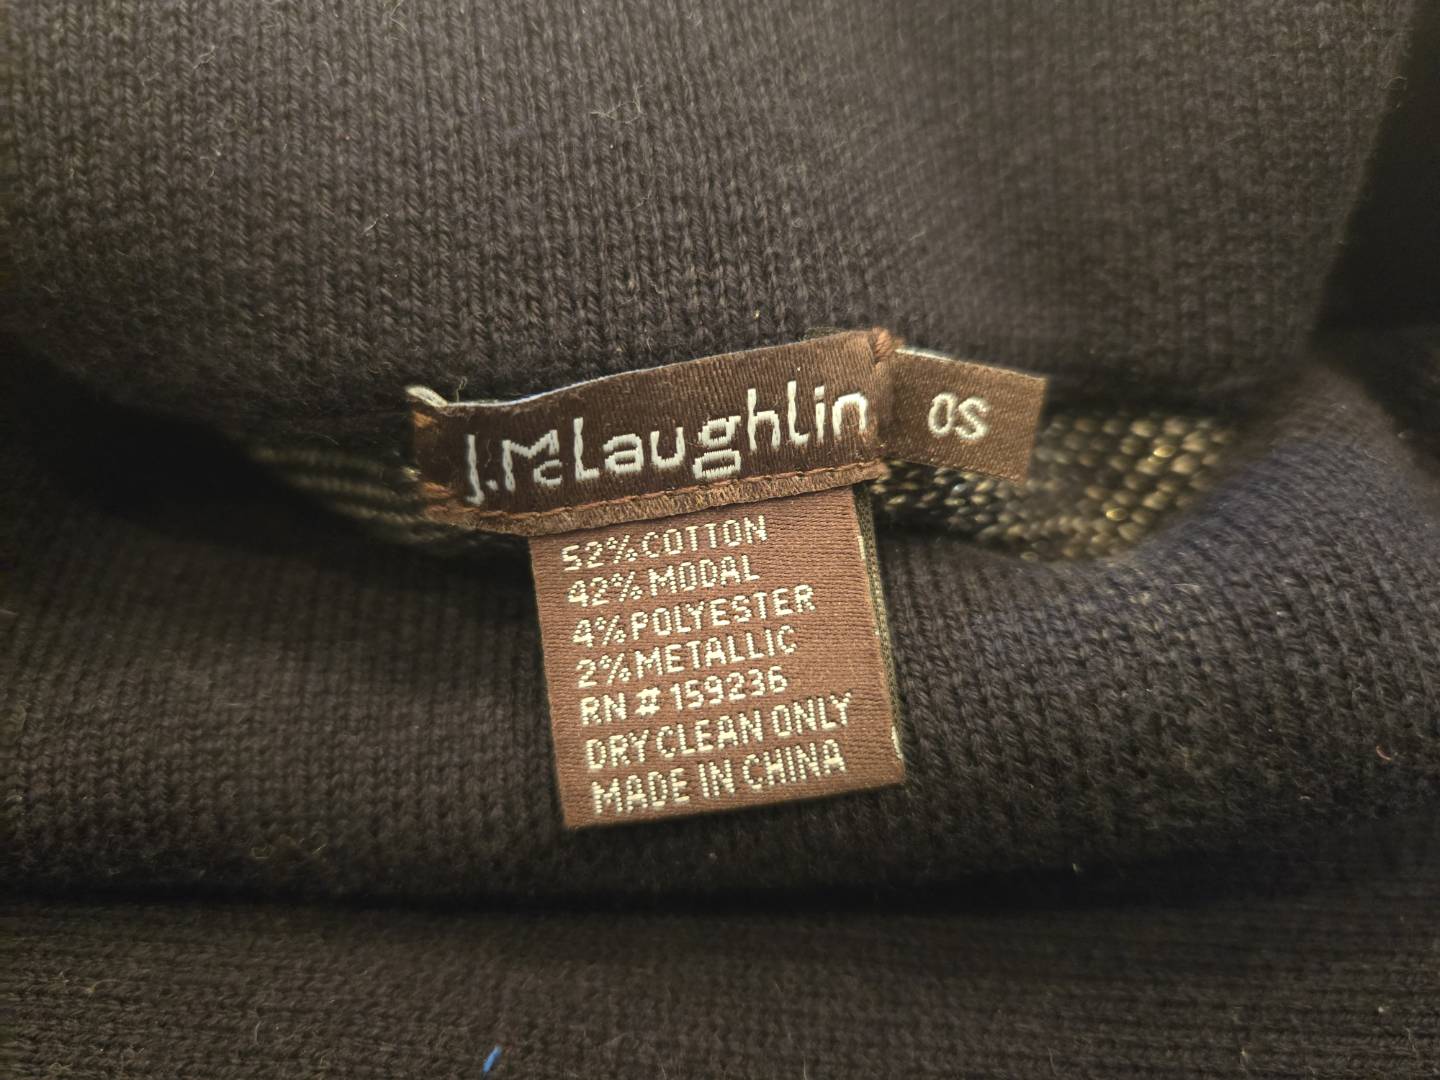 J.McLaughlin
OS
52% COTTON
42% MODAL
4% POLYESTER
2% METALLIC
RN # 159236
DRY CLEAN ONLY
MADE IN CHINA